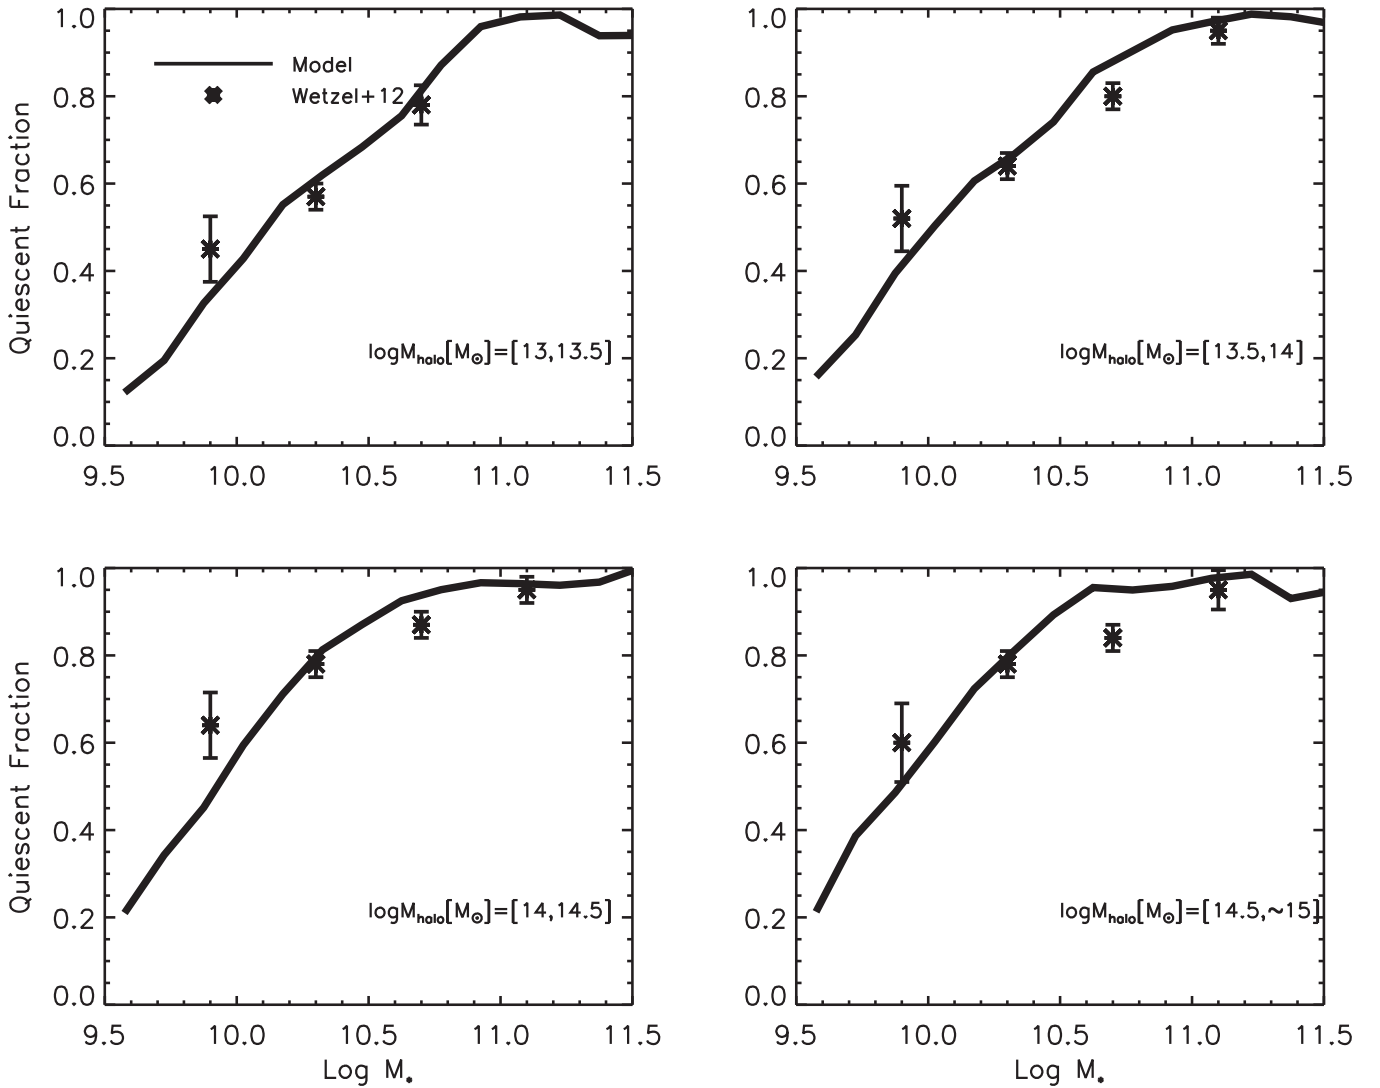 1.0
Model
Wetzel+12
0.8
0.6
0.4
0.2
0.0
Quiescent Fraction
logMhalo[M⊙]=[13,13.5]
9.5 10.0 10.5 11.0 11.5
1.0
0.8
0.6
0.4
0.2
0.0
logMhalo[M⊙]=[13.5,14]
9.5 10.0 10.5 11.0 11.5
1.0
0.8
0.6
0.4
0.2
0.0
Quiescent Fraction
logMhalo[M⊙]=[14,14.5]
9.5 10.0 10.5 11.0 11.5
Log M*
1.0
0.8
0.6
0.4
0.2
0.0
logMhalo[M⊙]=[14.5,~15]
9.5 10.0 10.5 11.0 11.5
Log M*